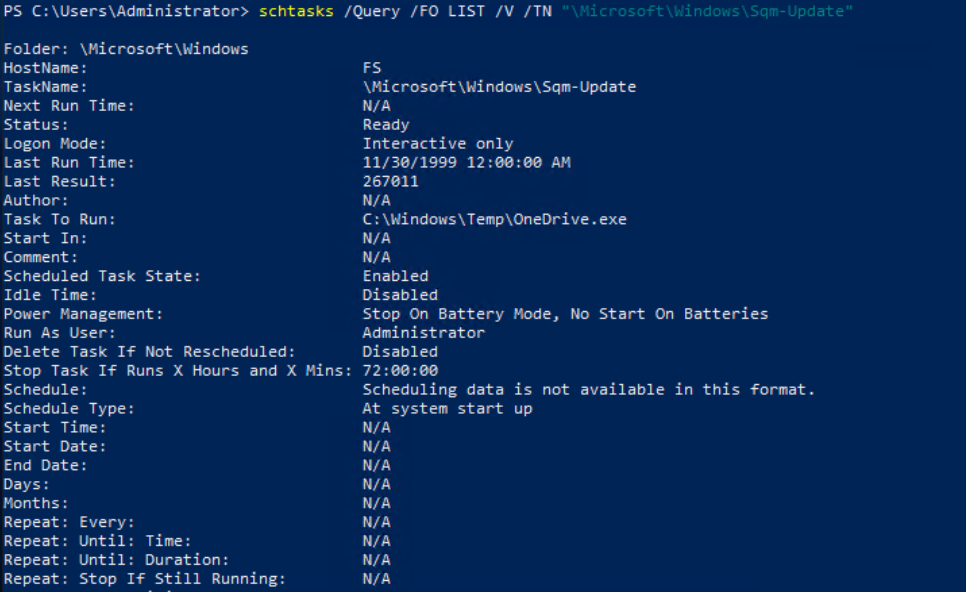 PS C:\Users\Administrator> schtasks /Query /FO LIST /V /TN "\Microsoft\Windows\Sqm-Update"
Folder: \Microsoft\Windows
HostName: FS
TaskName: \Microsoft\Windows\Sqm-Update
Next Run Time: N/A
Status: Ready
Logon Mode: Interactive only
Last Run Time: 11/30/1999 12:00:00 AM
Last Result: 267011
Author: N/A
Task To Run: C:\Windows\Temp\OneDrive.exe
Start In: N/A
Comment: N/A
Scheduled Task State: Enabled
Idle Time: Disabled
Power Management: Stop On Battery Mode, No Start On Batteries
Run As User: Administrator
Delete Task If Not Rescheduled: Disabled
Stop Task If Runs X Hours and X Mins: 72:00:00
Schedule: Scheduling data is not available in this format.
Schedule Type: At system start up
Start Time: N/A
Start Date: N/A
End Date: N/A
Days: N/A
Months: N/A
Repeat: Every: N/A
Repeat: Until: Time: N/A
Repeat: Until: Duration: N/A
Repeat: Stop If Still Running: N/A